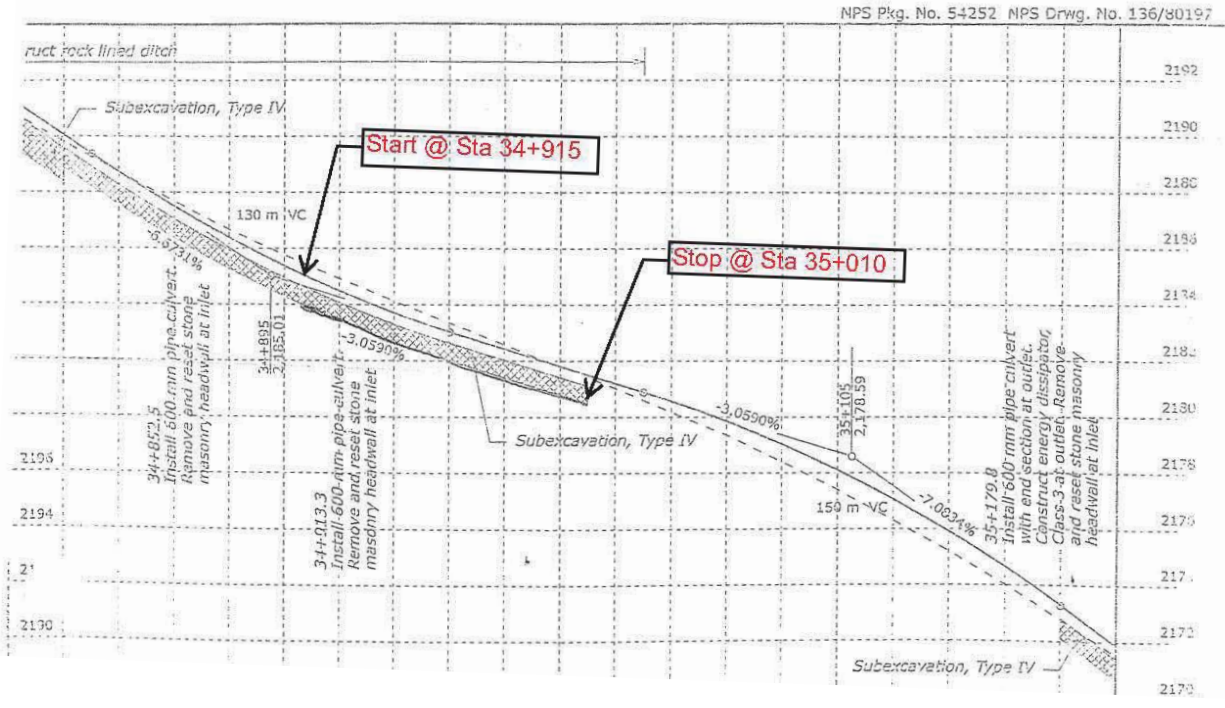 NPS Pkg. No. 54252 NPS Drwg. No. 136/80197
ruct rock lined ditch
2192
Subexcavation, Type IV
2190
Start @ Sta 34+915
2188
130 m VC
2186
Stop @ Sta 35+010
-6.6731%
2184
34+895
2,185.01
-3.0590%
2182
34+852.5
Install 600 mm pipe culvert.
Remove and reset stone
masonry headwall at inlet
34+913.3
Install 600 mm pipe culvert.
Remove and reset stone
masonry headwall at inlet
Subexcavation, Type IV
-3.0590%
35+105
2,178.59
2180
2196
2178
150 m VC
-7.0834%
35+179.8
Install 600 mm pipe culvert
with end section at outlet.
Construct energy dissipator,
Class 3 at outlet. Remove
and reset stone masonry
headwall at inlet
2194
2176
2174
2190
2172
Subexcavation, Type IV
2170